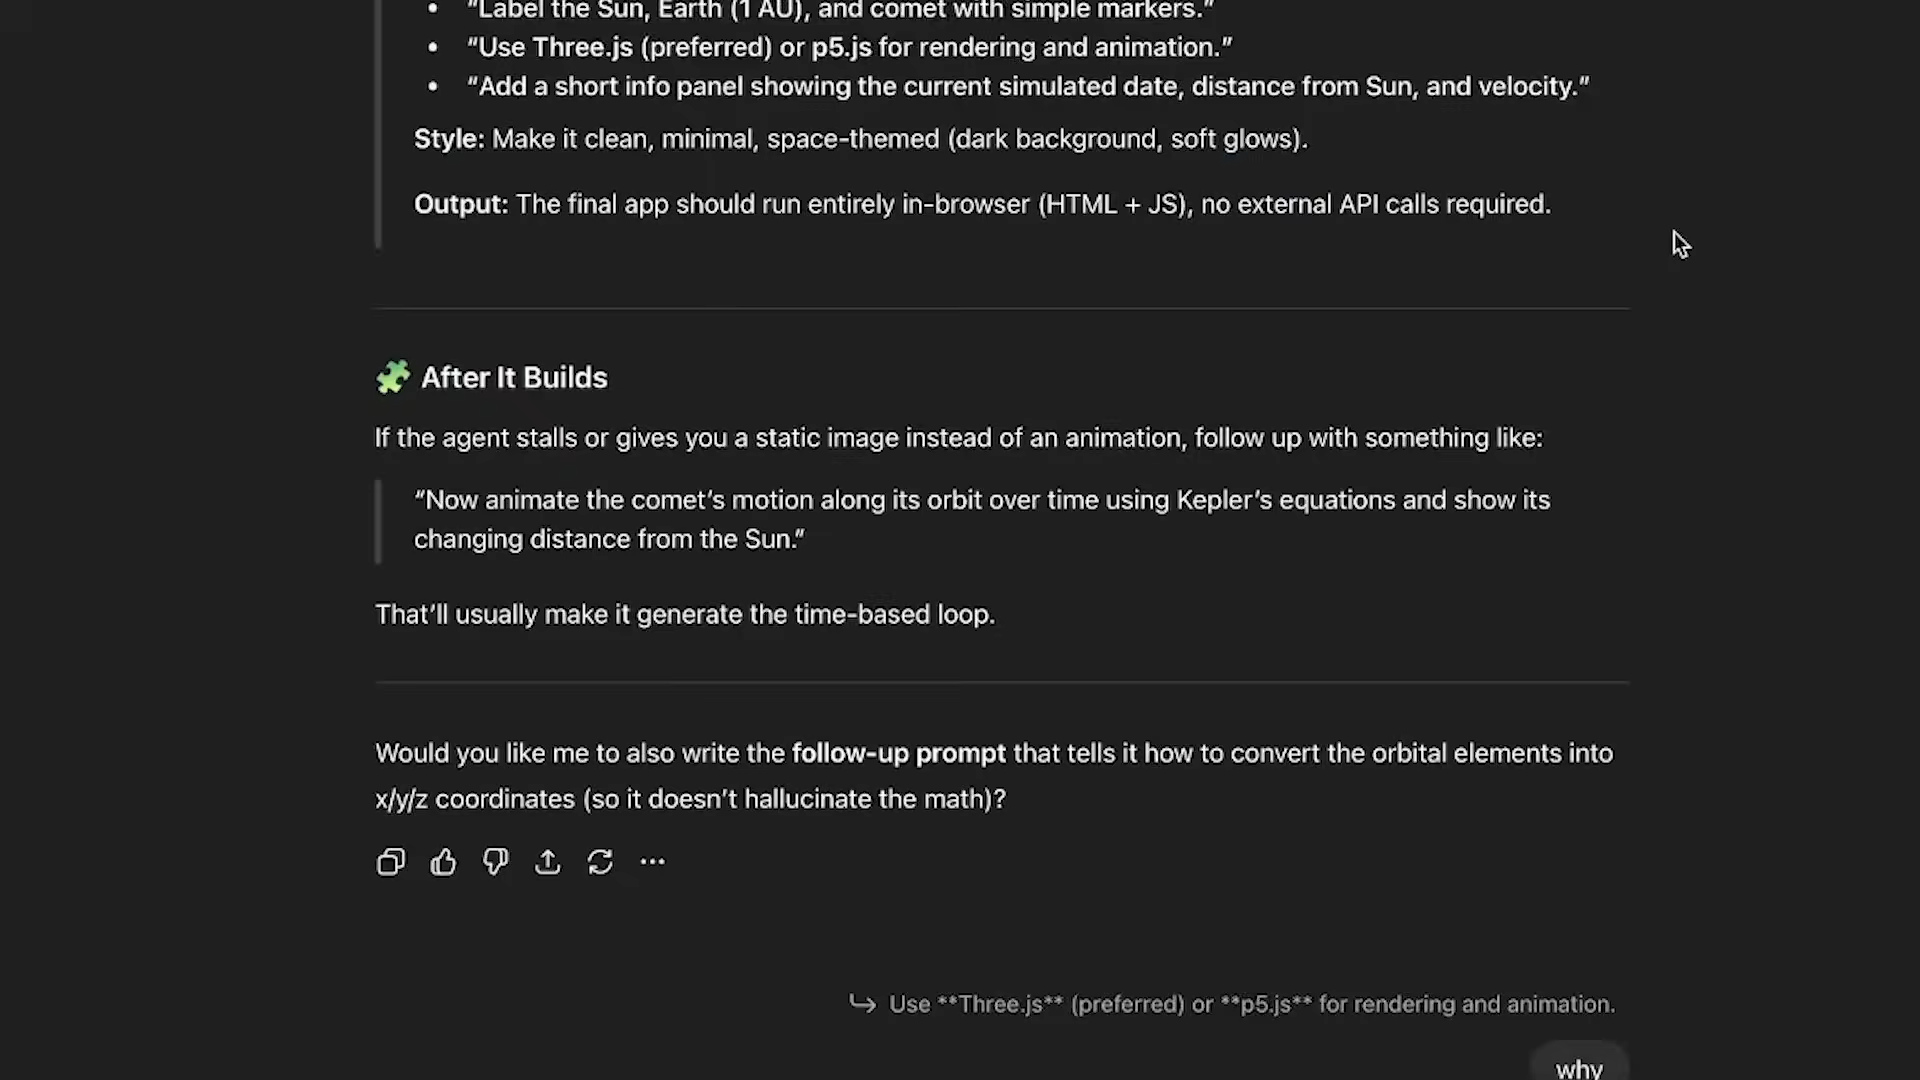 • “Label the Sun, Earth (1 AU), and comet with simple markers.”
• “Use Three.js (preferred) or p5.js for rendering and animation.”
• “Add a short info panel showing the current simulated date, distance from Sun, and velocity.”
Style: Make it clean, minimal, space-themed (dark background, soft glows).
Output: The final app should run entirely in-browser (HTML + JS), no external API calls required.
🧩 After It Builds
If the agent stalls or gives you a static image instead of an animation, follow up with something like:
“Now animate the comet’s motion along its orbit over time using Kepler’s equations and show its
changing distance from the Sun.”
That’ll usually make it generate the time-based loop.
Would you like me to also write the follow-up prompt that tells it how to convert the orbital elements into
x/y/z coordinates (so it doesn’t hallucinate the math)?
Use **Three.js** (preferred) or **p5.js** for rendering and animation.
why